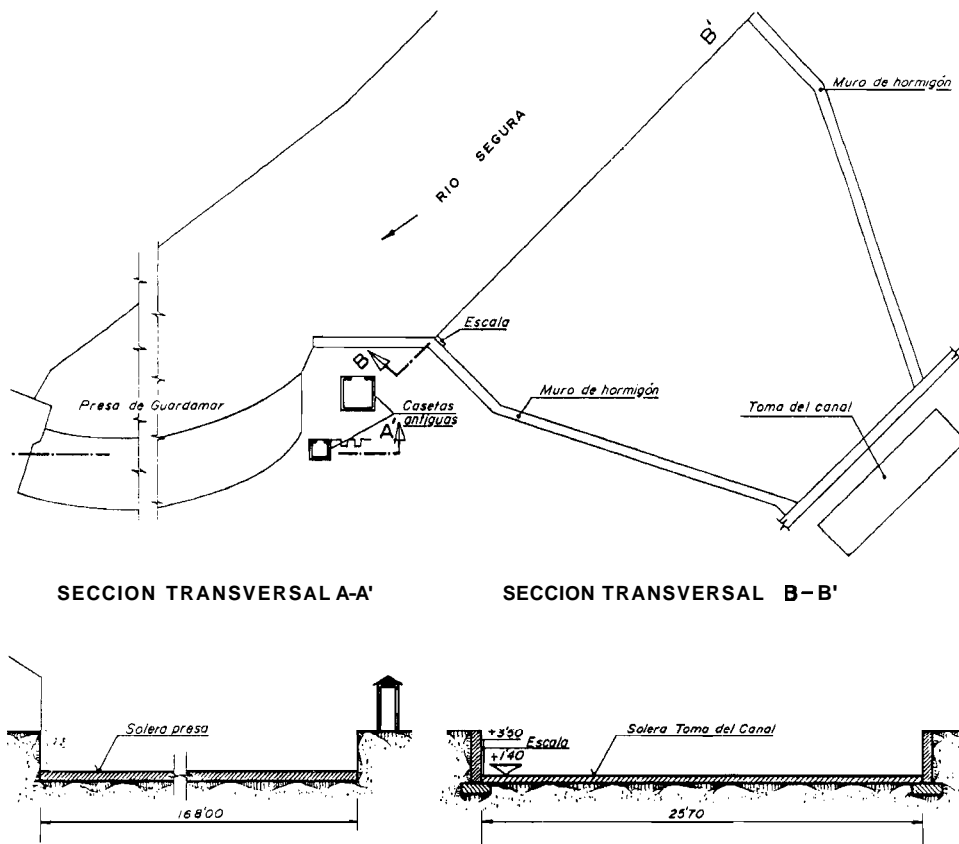 B'
Muro de hormigón
RIO SEGURA
Escala
B
Presa de Guardamar
Casetas
antiguas
A'
Muro de hormigón
Toma del canal
SECCION TRANSVERSAL A-A'
SECCION TRANSVERSAL B-B'
Solera presa
168'00
+3'50
Escala
+1'40
Solera Toma del Canal
25'70